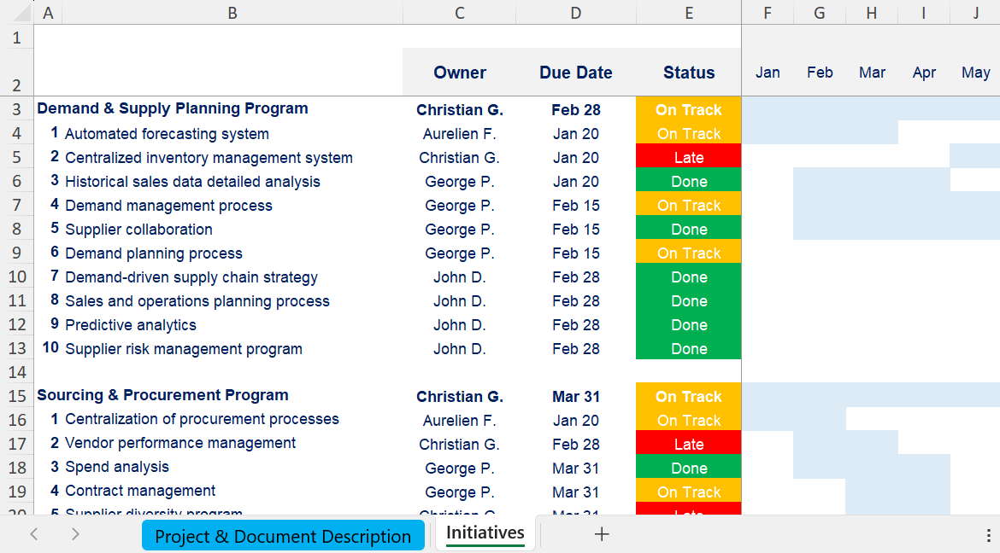 A B C D E F G H I J
1
2 Owner Due Date Status Jan Feb Mar Apr May
3 Demand & Supply Planning Program Christian G. Feb 28 On Track
4 1 Automated forecasting system Aurelien F. Jan 20 On Track
5 2 Centralized inventory management system Christian G. Jan 20 Late
6 3 Historical sales data detailed analysis George P. Jan 20 Done
7 4 Demand management process George P. Feb 15 On Track
8 5 Supplier collaboration George P. Feb 15 Done
9 6 Demand planning process George P. Feb 15 On Track
10 7 Demand-driven supply chain strategy John D. Feb 28 Done
11 8 Sales and operations planning process John D. Feb 28 Done
12 9 Predictive analytics John D. Feb 28 Done
13 10 Supplier risk management program John D. Feb 28 Done
14
15 Sourcing & Procurement Program Christian G. Mar 31 On Track
16 1 Centralization of procurement processes Aurelien F. Jan 20 On Track
17 2 Vendor performance management Christian G. Feb 28 Late
18 3 Spend analysis George P. Mar 31 Done
19 4 Contract management George P. Mar 31 On Track
20 5 Supplier diversity program Christian G. Mar 31 Late
Project & Document Description Initiatives